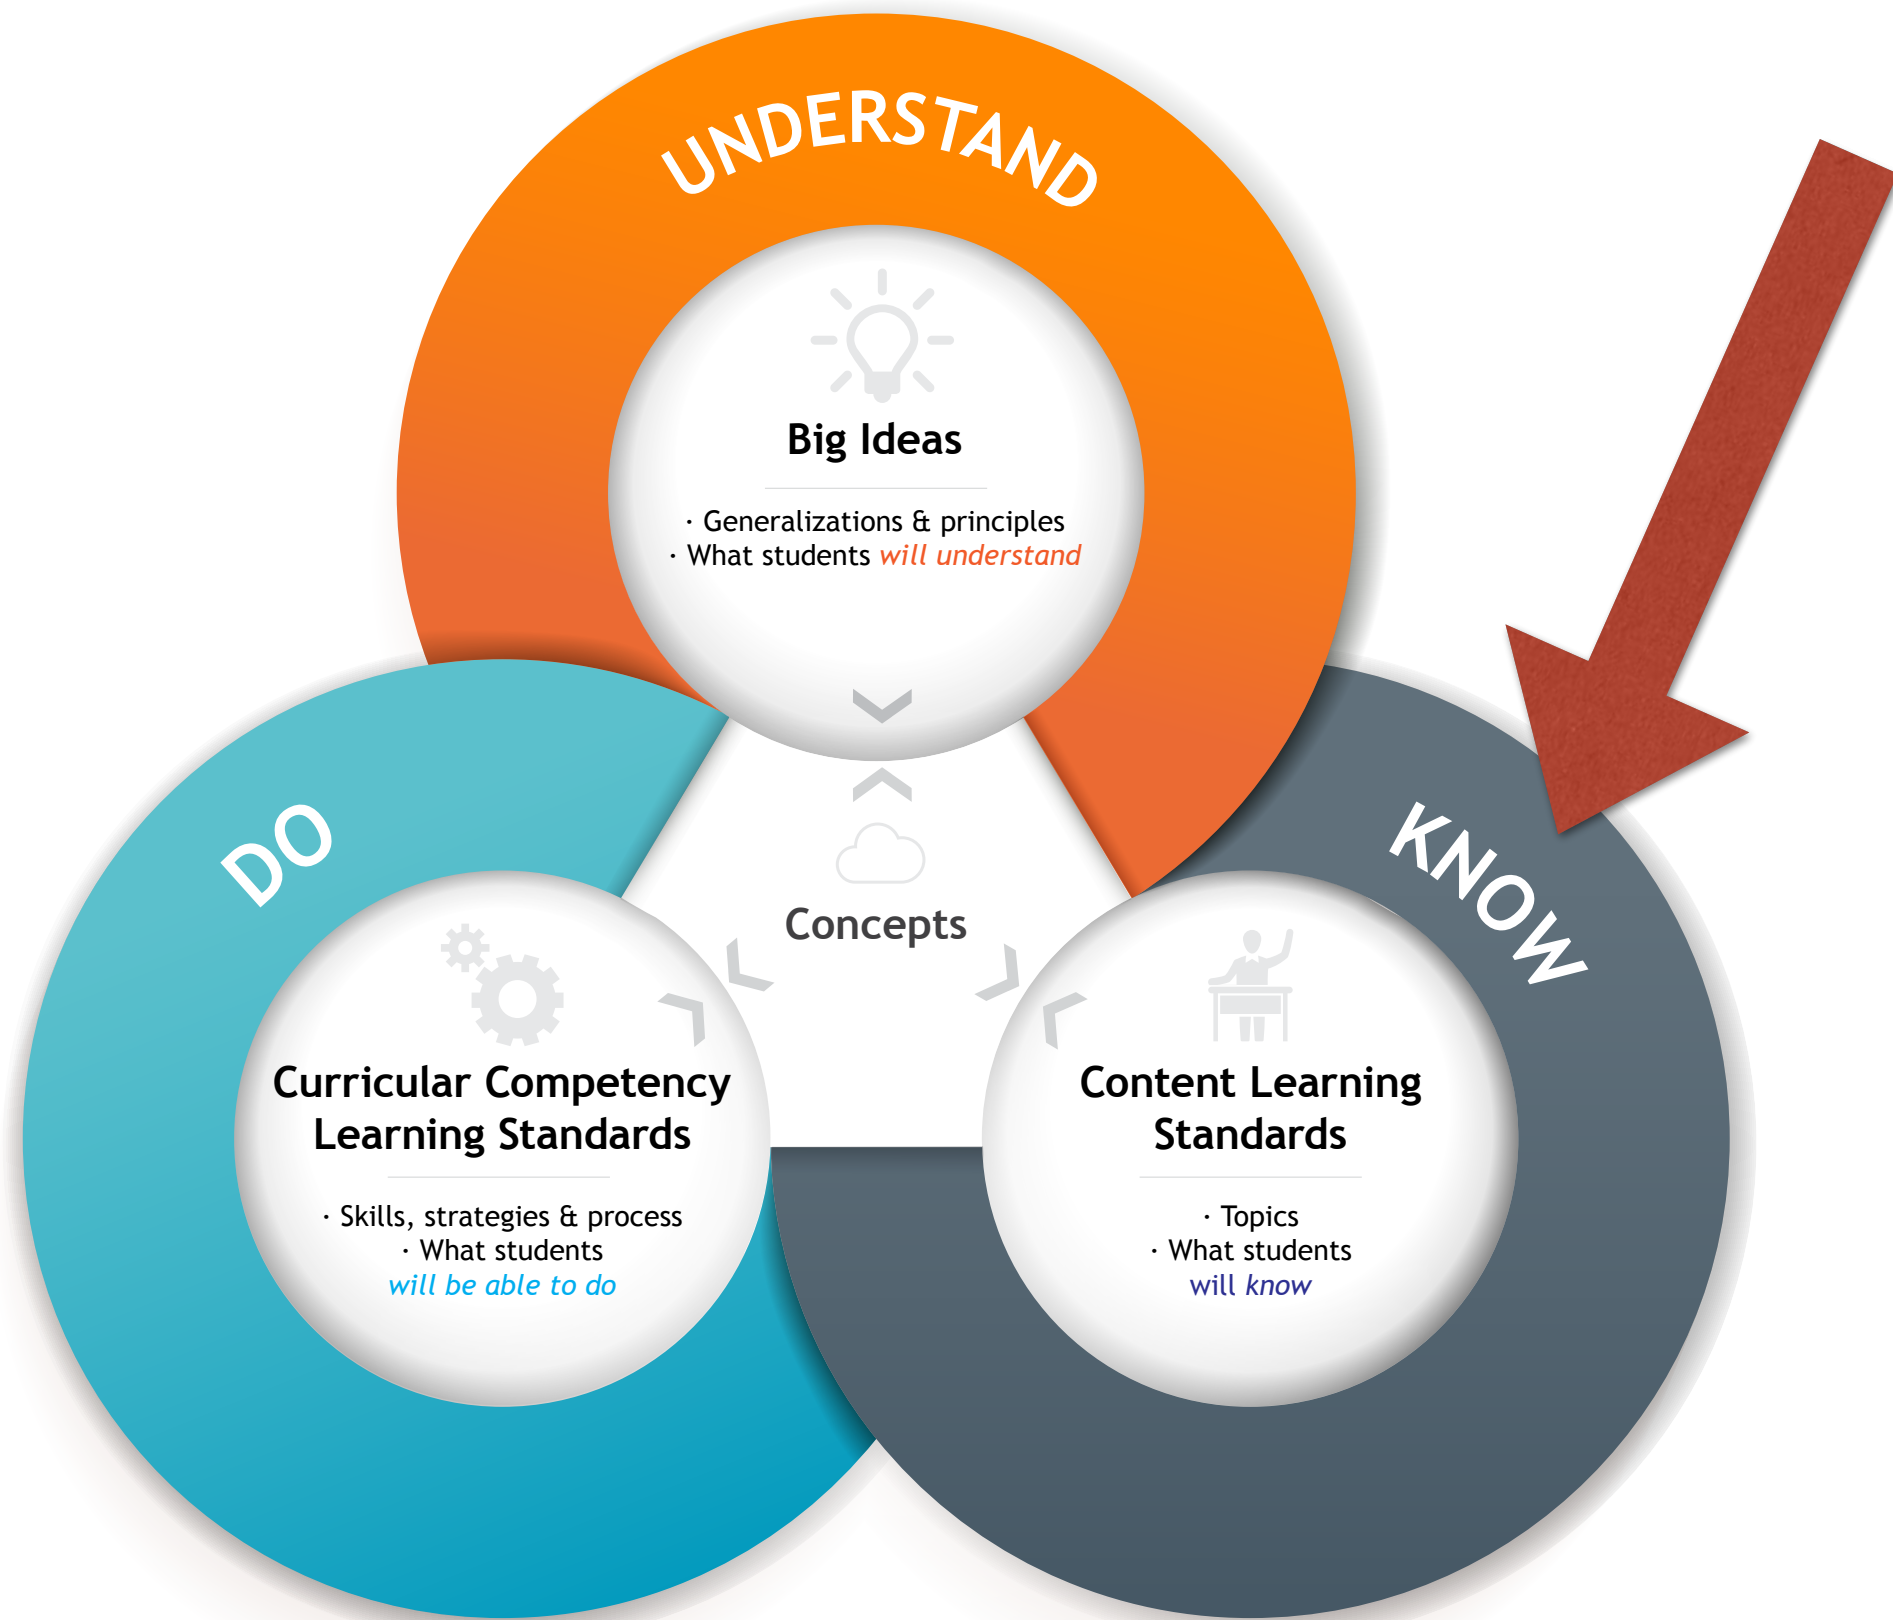 UNDERSTAND
Big Ideas
· Generalizations & principles
· What students will understand
DO
KNOW
Concepts
Curricular Competency
Learning Standards
· Skills, strategies & process
· What students
will be able to do
Content Learning
Standards
· Topics
· What students
will know